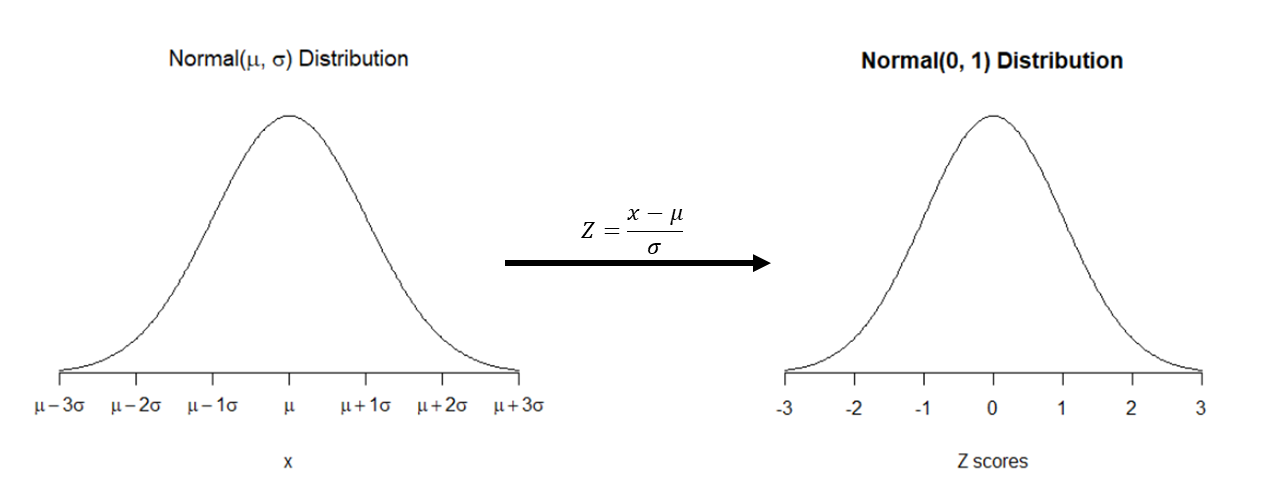 Normal(μ, σ) Distribution
Normal(0, 1) Distribution
Z = (x − μ) / σ
μ−3σ μ−2σ μ−1σ μ μ+1σ μ+2σ μ+3σ
x
-3 -2 -1 0 1 2 3
Z scores